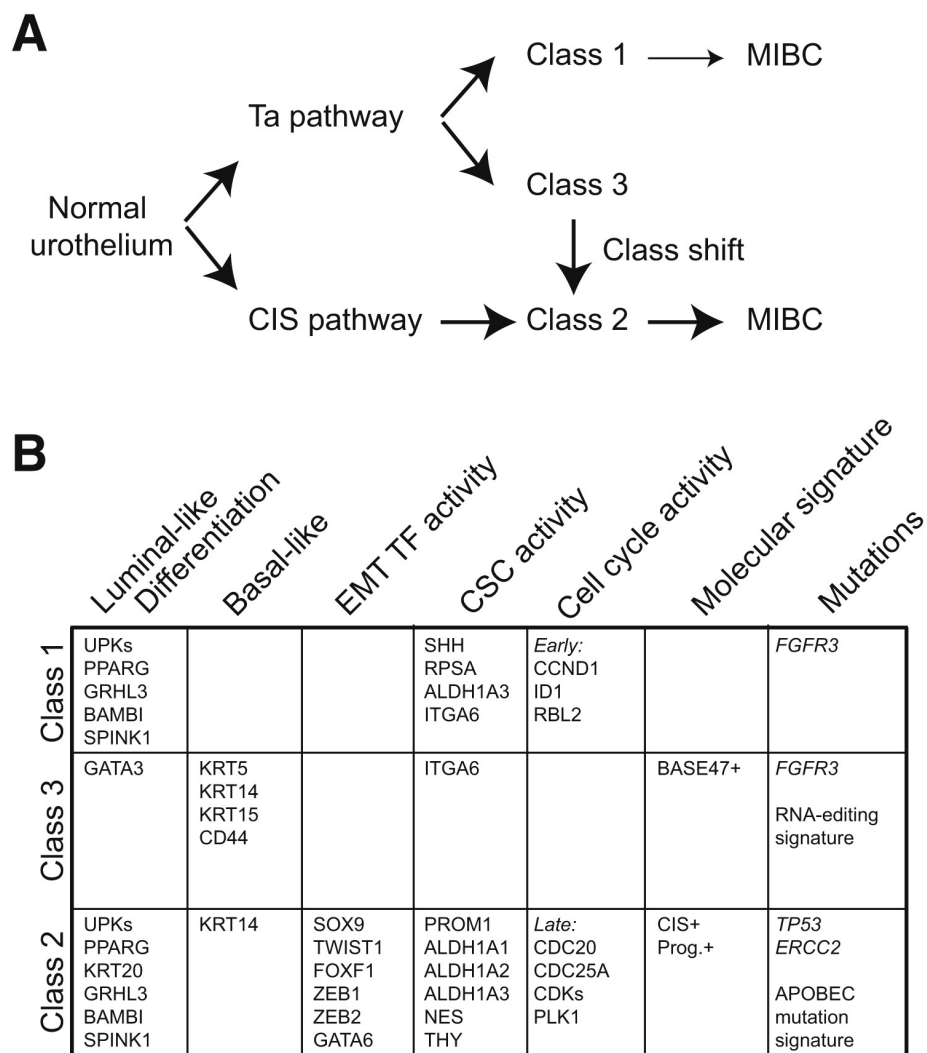 A
Class 1
MIBC
Ta pathway
Class 3
Normal
urothelium
Class shift
CIS pathway
Class 2
MIBC
B
Luminal-like
Differentiation
Basal-like
EMT TF activity
CSC activity
Cell cycle activity
Molecular signature
Mutations
Class 1
UPKs
PPARG
GRHL3
BAMBI
SPINK1
SHH
RPSA
ALDH1A3
ITGA6
Early:
CCND1
ID1
RBL2
FGFR3
Class 3
GATA3
KRT5
KRT14
KRT15
CD44
ITGA6
BASE47+
FGFR3
RNA-editing
signature
Class 2
UPKs
PPARG
KRT20
GRHL3
BAMBI
SPINK1
KRT14
SOX9
TWIST1
FOXF1
ZEB1
ZEB2
GATA6
PROM1
ALDH1A1
ALDH1A2
ALDH1A3
NES
THY
Late:
CDC20
CDC25A
CDKs
PLK1
CIS+
Prog.+
TP53
ERCC2
APOBEC
mutation
signature